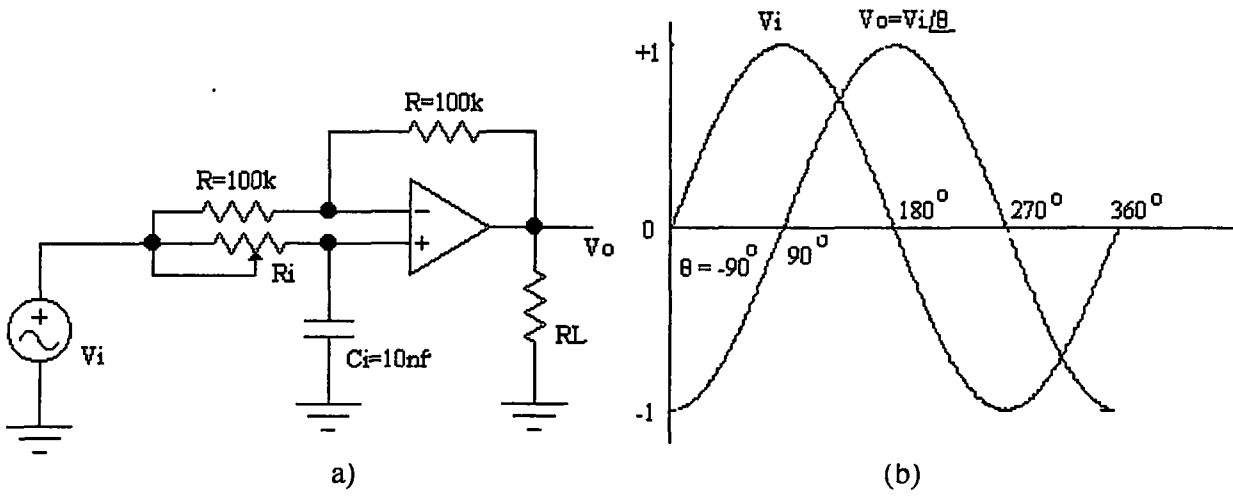 R=100k
R=100k
−
+
Ri
Vo
+
Vi
Ci=10nf
RL
a)
Vi
Vo=Vi/θ
+1
0
-1
θ = -90°
90°
180°
270°
360°
(b)